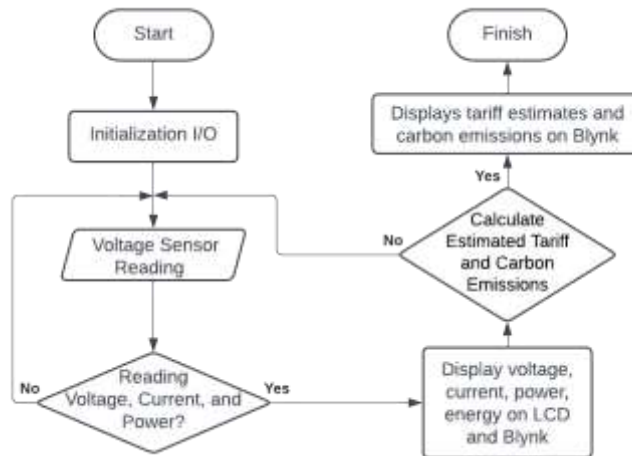 Start
Initialization I/O
Voltage Sensor
Reading
Reading
Voltage, Current, and
Power?
No
Yes
Display voltage,
current, power,
energy on LCD
and Blynk
Calculate
Estimated Tariff
and Carbon
Emissions
No
Yes
Displays tariff estimates and
carbon emissions on Blynk
Finish